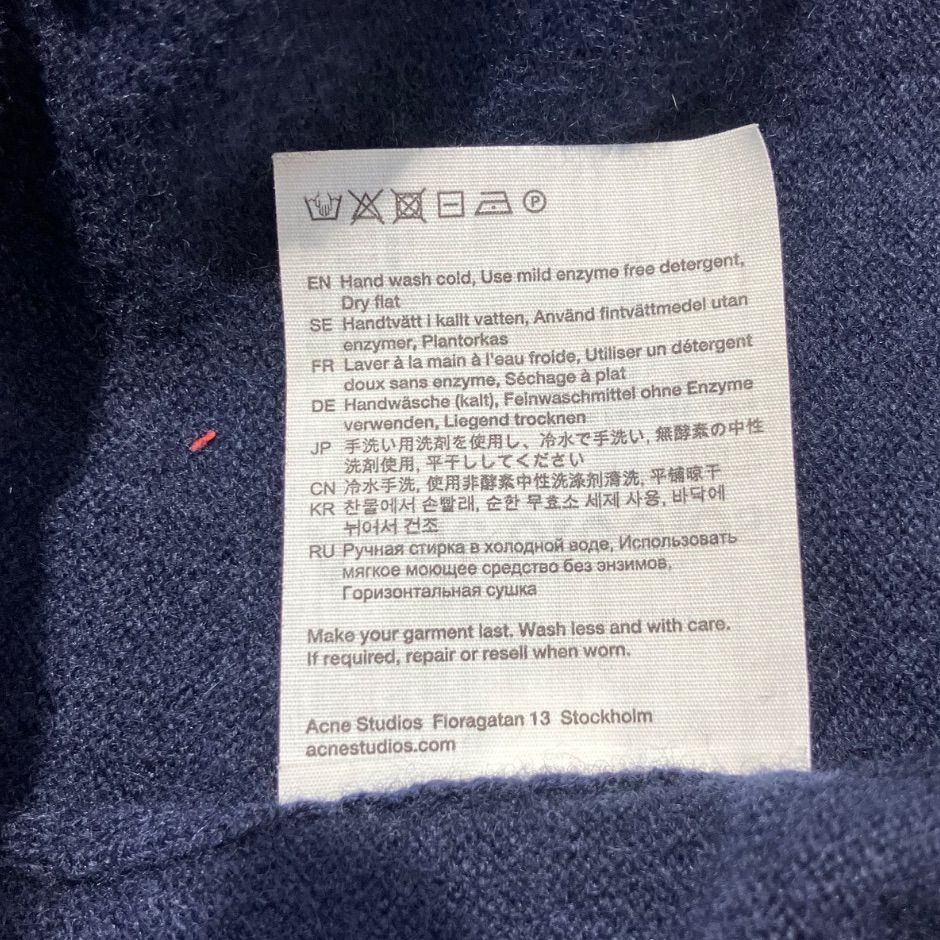 P
EN Hand wash cold, Use mild enzyme free detergent,
Dry flat
SE Handtvätt i kallt vatten, Använd fintvättmedel utan
enzymer, Plantorkas
FR Laver à la main à l'eau froide, Utiliser un détergent
doux sans enzyme, Séchage à plat
DE Handwäsche (kalt), Feinwaschmittel ohne Enzyme
verwenden, Liegend trocknen
JP 手洗い用洗剤を使用し、冷水で手洗い, 無酵素の中性
洗剤使用, 平干ししてください
CN 冷水手洗, 使用非酵素中性洗涤剂清洗, 平铺晾干
KR 찬물에서 손빨래, 순한 무효소 세제 사용, 바닥에
뉘어서 건조
RU Ручная стирка в холодной воде, Использовать
мягкое моющее средство без энзимов,
Горизонтальная сушка
Make your garment last. Wash less and with care.
If required, repair or resell when worn.
Acne Studios Floragatan 13 Stockholm
acnestudios.com